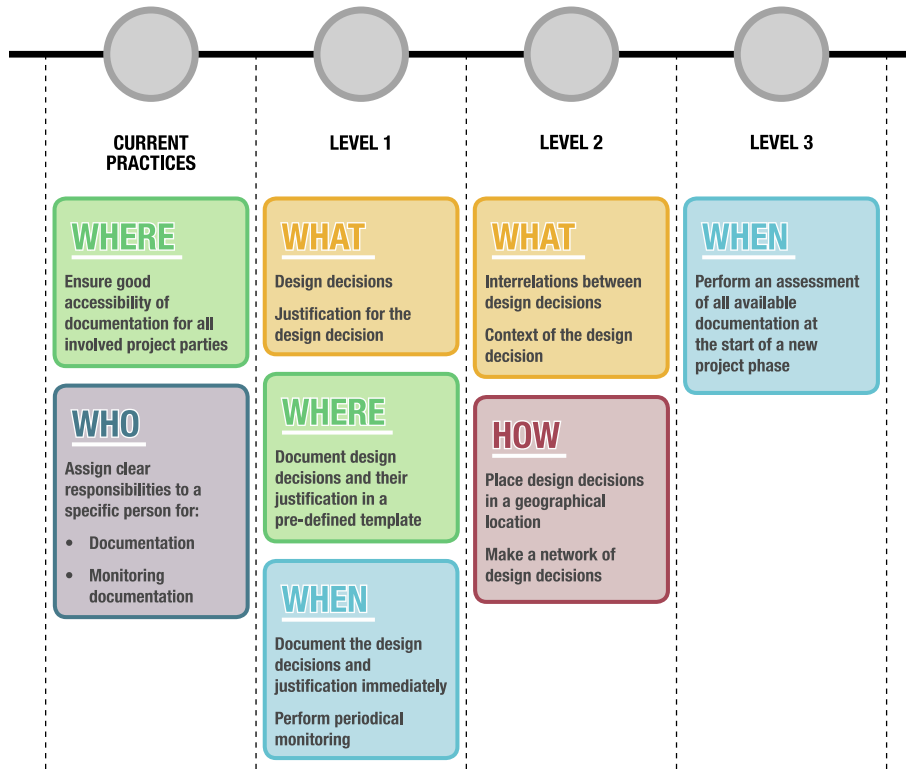 CURRENT
PRACTICES
WHERE
Ensure good
accessibility of
documentation for all
involved project parties
WHO
Assign clear
responsibilities to a
specific person for:
• Documentation
• Monitoring
documentation
LEVEL 1
WHAT
Design decisions
Justification for the
design decision
WHERE
Document design
decisions and their
justification in a
pre-defined template
WHEN
Document the design
decisions and
justification immediately
Perform periodical
monitoring
LEVEL 2
WHAT
Interrelations between
design decisions
Context of the design
decision
HOW
Place design decisions
in a geographical
location
Make a network of
design decisions
LEVEL 3
WHEN
Perform an assessment
of all available
documentation at
the start of a new
project phase